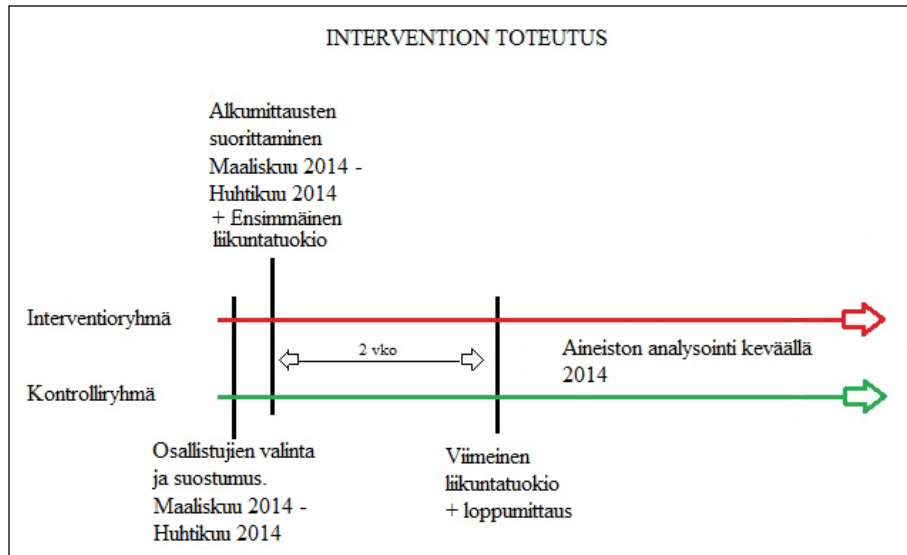 INTERVENTION TOTEUTUS
Alkumittausten
suorittaminen
Maaliskuu 2014 -
Huhtikuu 2014
+ Ensimmäinen
liikuntatuokio
Interventioryhmä
2 vko
Aineiston analysointi keväällä
2014
Kontrolliryhmä
Osallistujien valinta
ja suostumus.
Maaliskuu 2014 -
Huhtikuu 2014
Viimeinen
liikuntatuokio
+ loppumittaus